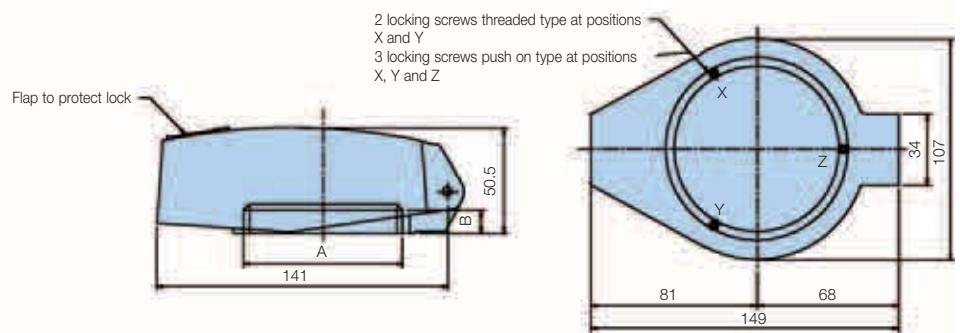 2 locking screws threaded type at positions
X and Y
3 locking screws push on type at positions
X, Y and Z
Flap to protect lock
X
Z
Y
34
107
50.5
B
A
141
81
68
149